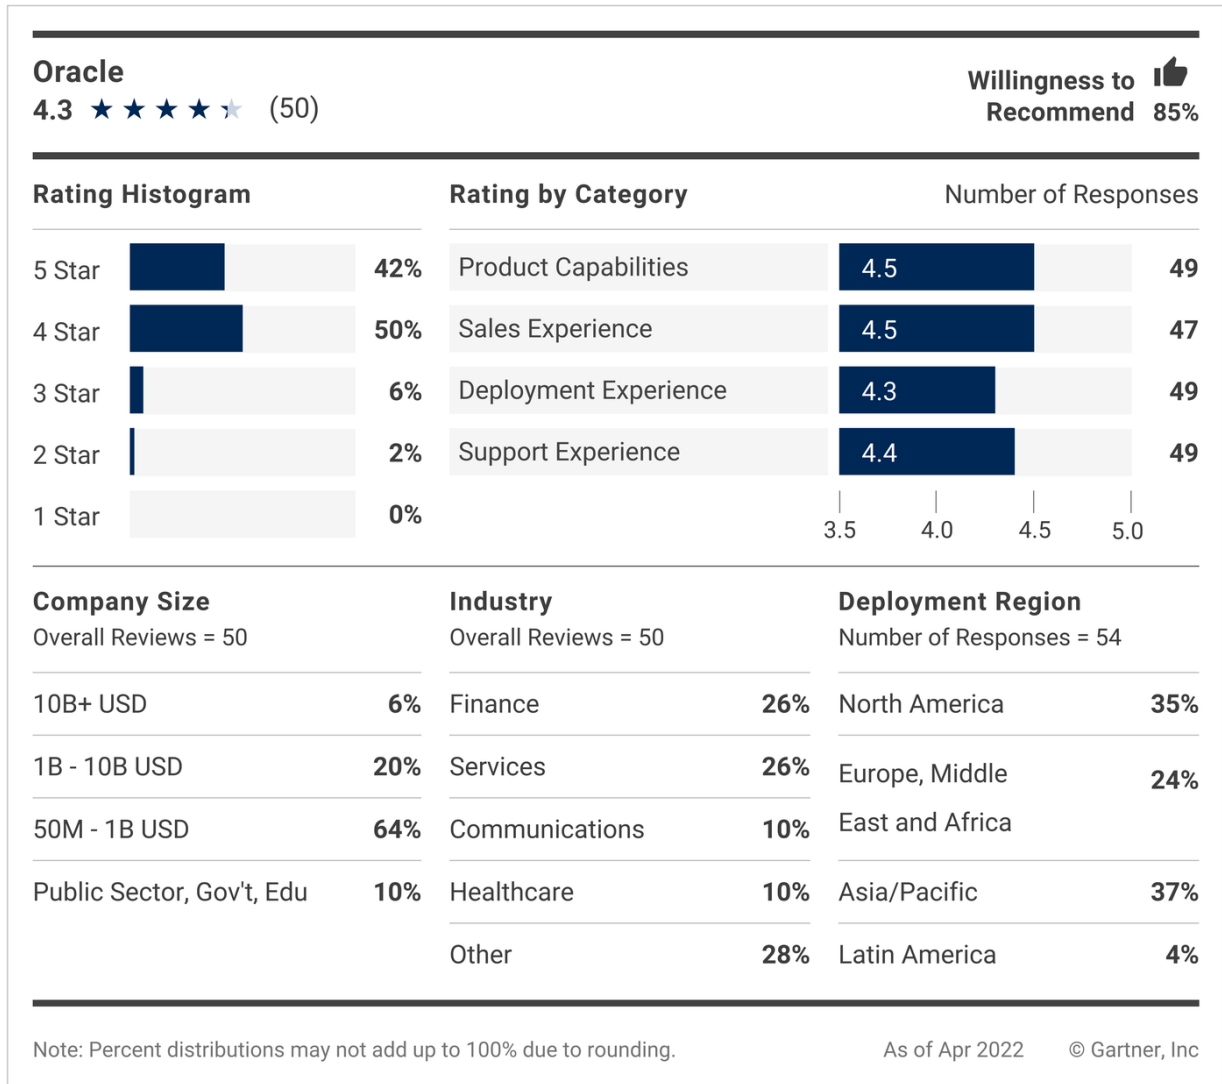 Oracle
4.3 (50)
Willingness to
Recommend 85%
Rating Histogram
5 Star 42%
4 Star 50%
3 Star 6%
2 Star 2%
1 Star 0%
Rating by Category Number of Responses
Product Capabilities 4.5 49
Sales Experience 4.5 47
Deployment Experience 4.3 49
Support Experience 4.4 49
3.5 4.0 4.5 5.0
Company Size
Overall Reviews = 50
10B+ USD 6%
1B - 10B USD 20%
50M - 1B USD 64%
Public Sector, Gov't, Edu 10%
Industry
Overall Reviews = 50
Finance 26%
Services 26%
Communications 10%
Healthcare 10%
Other 28%
Deployment Region
Number of Responses = 54
North America 35%
Europe, Middle 24%
East and Africa
Asia/Pacific 37%
Latin America 4%
Note: Percent distributions may not add up to 100% due to rounding. As of Apr 2022 © Gartner, Inc